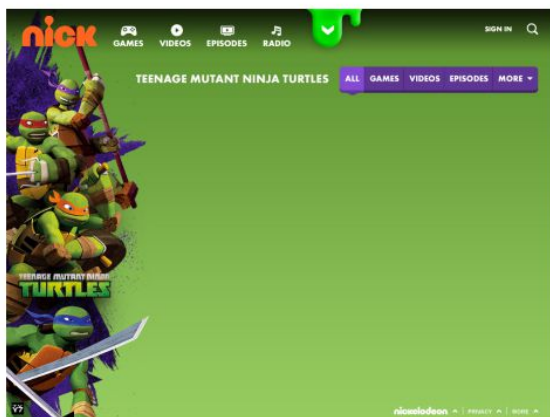 nick
GAMES VIDEOS EPISODES RADIO
SIGN IN
TEENAGE MUTANT NINJA TURTLES
ALL GAMES VIDEOS EPISODES MORE
TEENAGE MUTANT NINJA
TURTLES
Y7
nickelodeon PRIVACY MORE